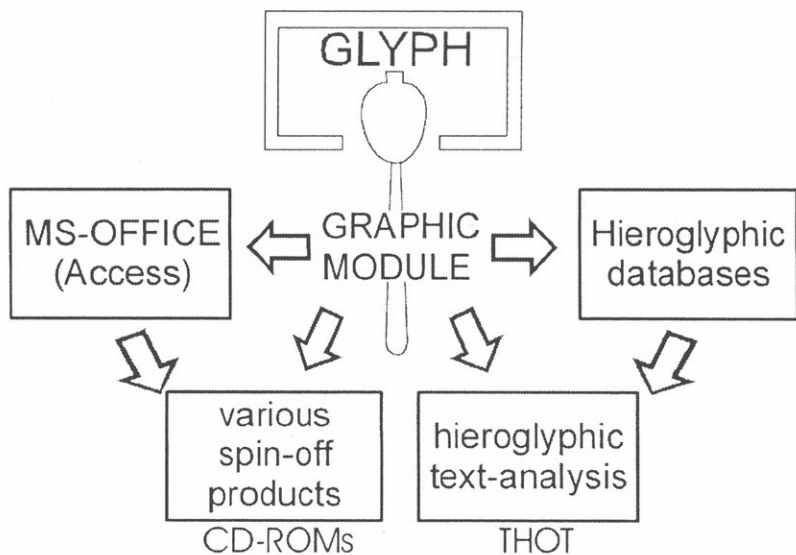 GLYPH
MS-OFFICE
(Access)
GRAPHIC
MODULE
Hieroglyphic
databases
various
spin-off
products
CD-ROMs
hieroglyphic
text-analysis
THOT